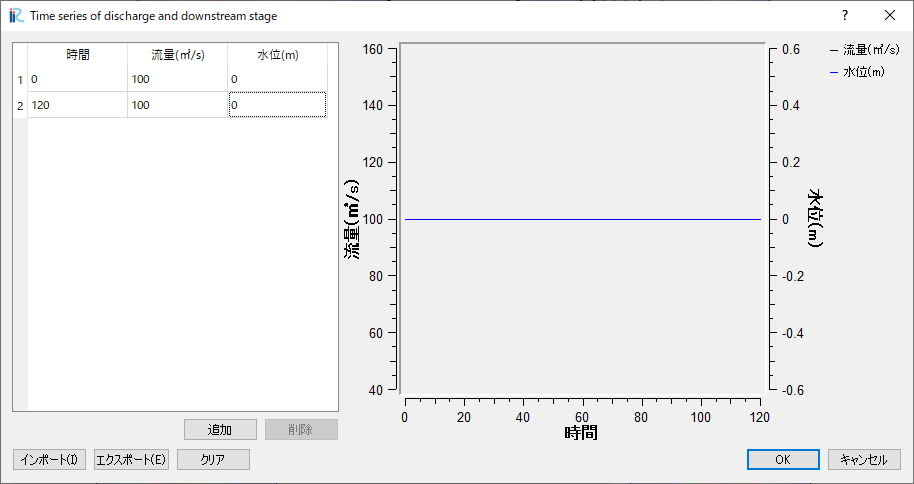 Time series of discharge and downstream stage ?
時間 流量(㎥/s) 水位(m)
1 0 100 0
2 120 100 0
160
140
120
100
80
60
40
流量(㎥/s)
0.6
0.4
0.2
0
-0.2
-0.4
-0.6
水位(m)
流量(㎥/s)
水位(m)
0 20 40 60 80 100 120
時間
追加 削除
インポート(I) エクスポート(E) クリア OK キャンセル